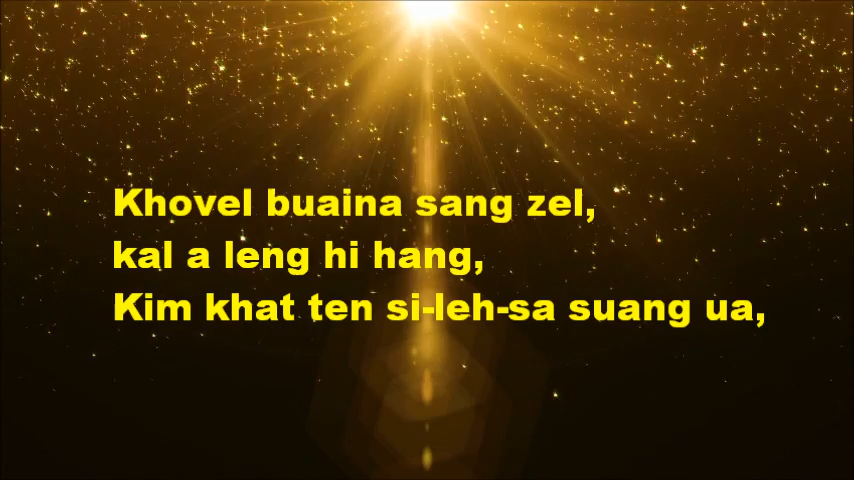 Khovel buaina sang zel,
kal a leng hi hang,
Kim khat ten si-leh-sa suang ua,